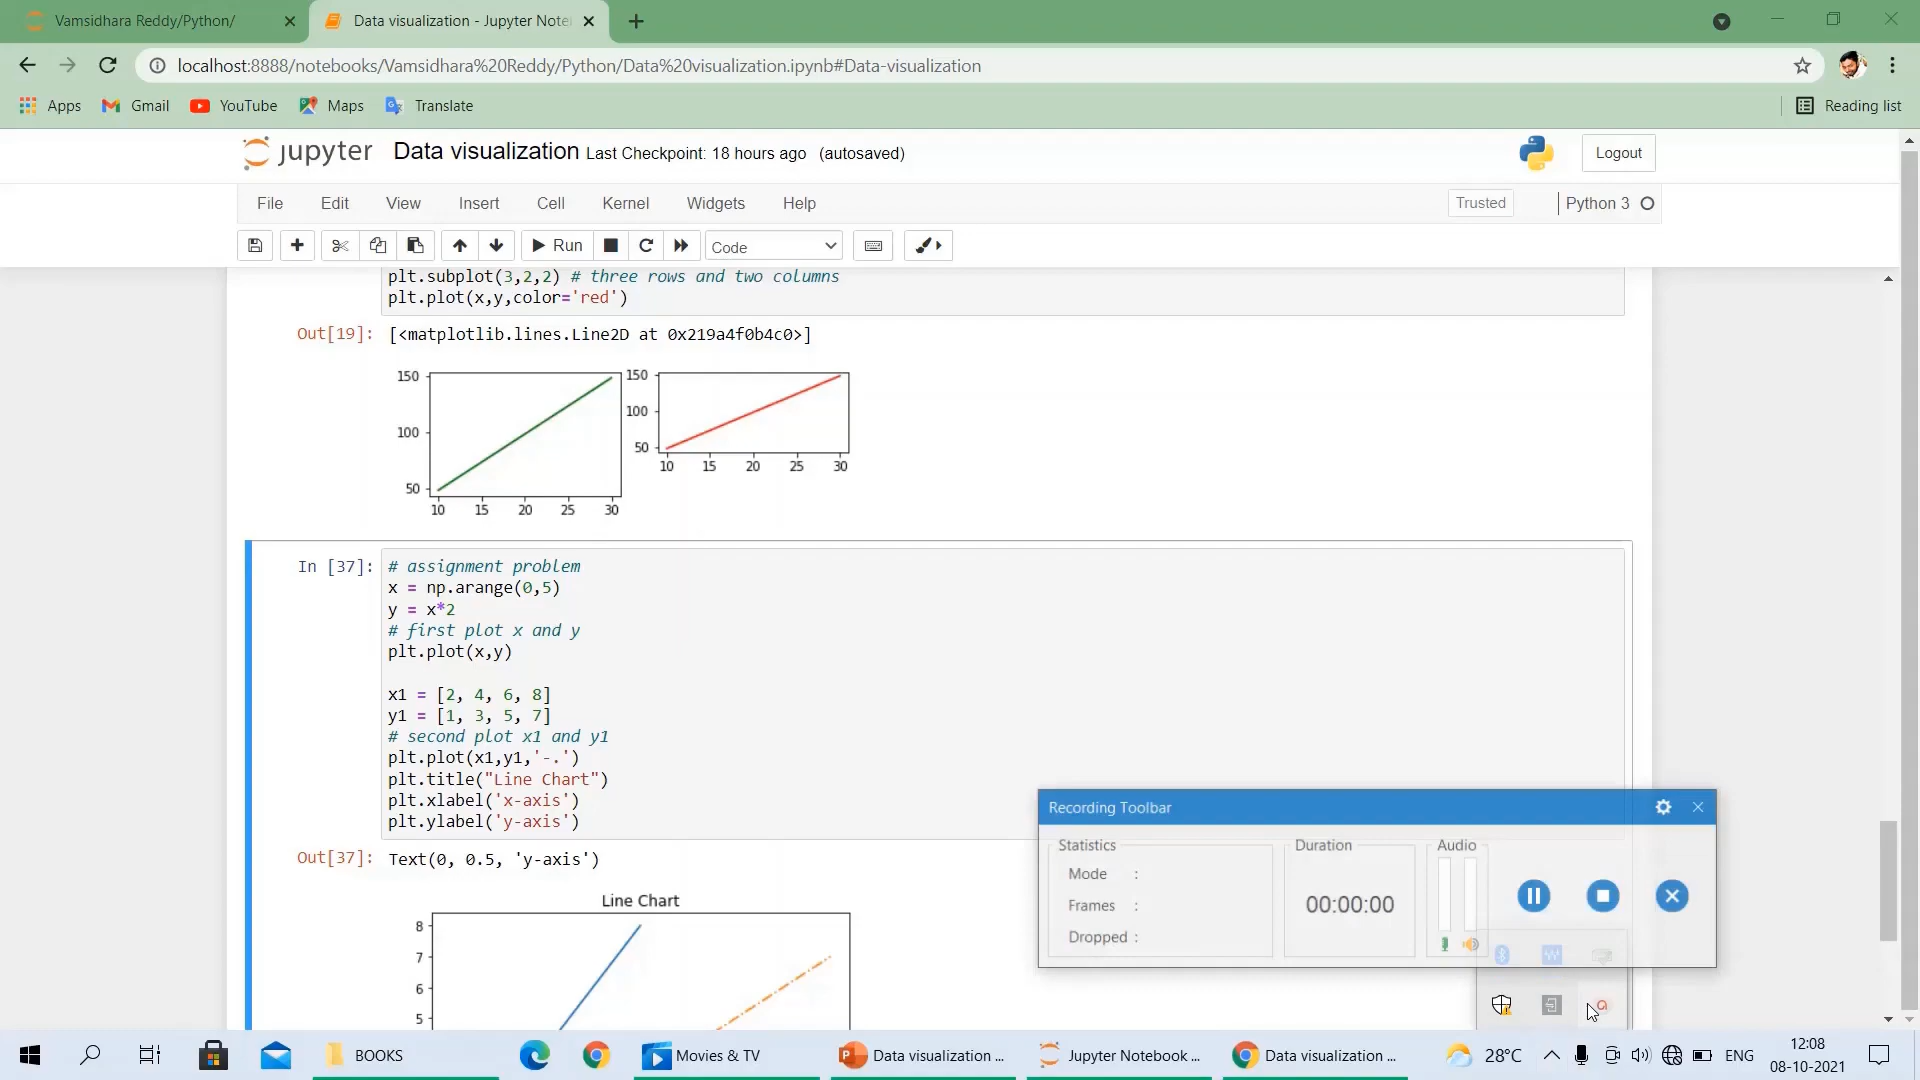 Vamsidhara Reddy/Python/
Data visualization - Jupyter Note
localhost:8888/notebooks/Vamsidhara%20Reddy/Python/Data%20visualization.ipynb#Data-visualization
Apps Gmail YouTube Maps Translate Reading list
jupyter Data visualization Last Checkpoint: 18 hours ago (autosaved) Logout
File Edit View Insert Cell Kernel Widgets Help Trusted Python 3
Run Code
plt.subplot(3,2,2) # three rows and two columns
plt.plot(x,y,color='red')
Out[19]: [<matplotlib.lines.Line2D at 0x219a4f0b4c0>]
150
100
50
10 15 20 25 30
150
100
50
10 15 20 25 30
In [37]: # assignment problem
x = np.arange(0,5)
y = x*2
# first plot x and y
plt.plot(x,y)
x1 = [2, 4, 6, 8]
y1 = [1, 3, 5, 7]
# second plot x1 and y1
plt.plot(x1,y1,'-.')
plt.title("Line Chart")
plt.xlabel('x-axis')
plt.ylabel('y-axis')
Out[37]: Text(0, 0.5, 'y-axis')
Line Chart
8
7
6
5
Recording Toolbar
Statistics
Mode :
Frames :
Dropped :
Duration
00:00:00
Audio
BOOKS
Movies & TV
Data visualization ...
Jupyter Notebook ...
Data visualization ...
28°C
ENG
12:08
08-10-2021